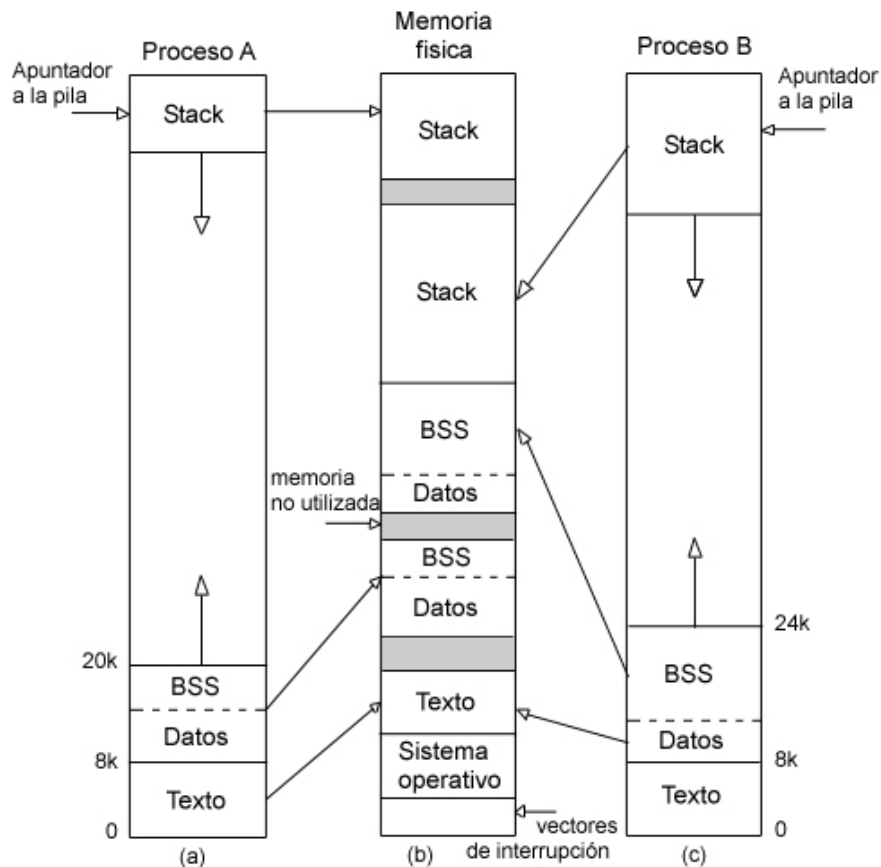 Memoria
fisica
Proceso A
Proceso B
Apuntador
a la pila
Apuntador
a la pila
Stack
Stack
Stack
Stack
BSS
memoria
no utilizada
Datos
BSS
Datos
20k
24k
BSS
BSS
Texto
Datos
Datos
8k
8k
Sistema
operativo
Texto
Texto
0
0
vectores
de interrupción
(a)
(b)
(c)